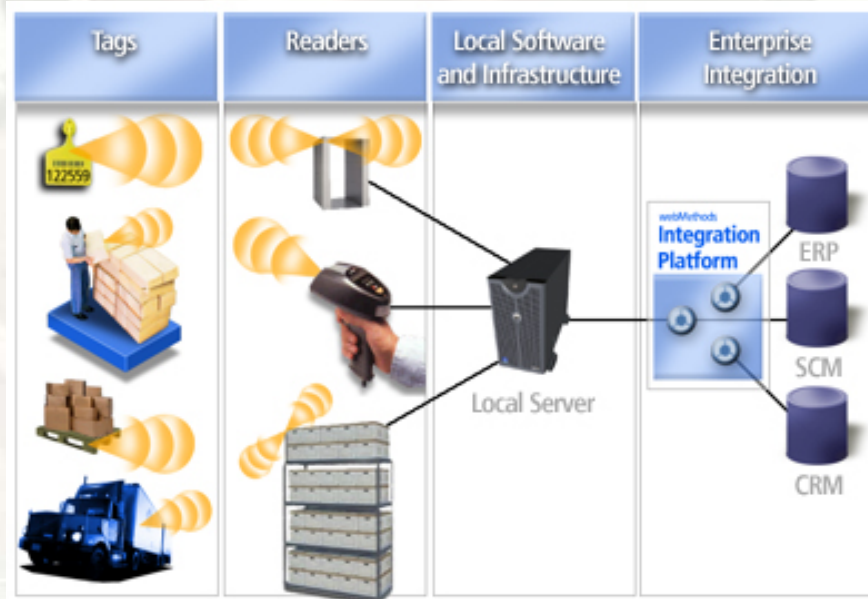 Tags
Readers
Local Software
and Infrastructure
Enterprise
Integration
122559
webMethods
Integration
Platform
ERP
SCM
CRM
Local Server